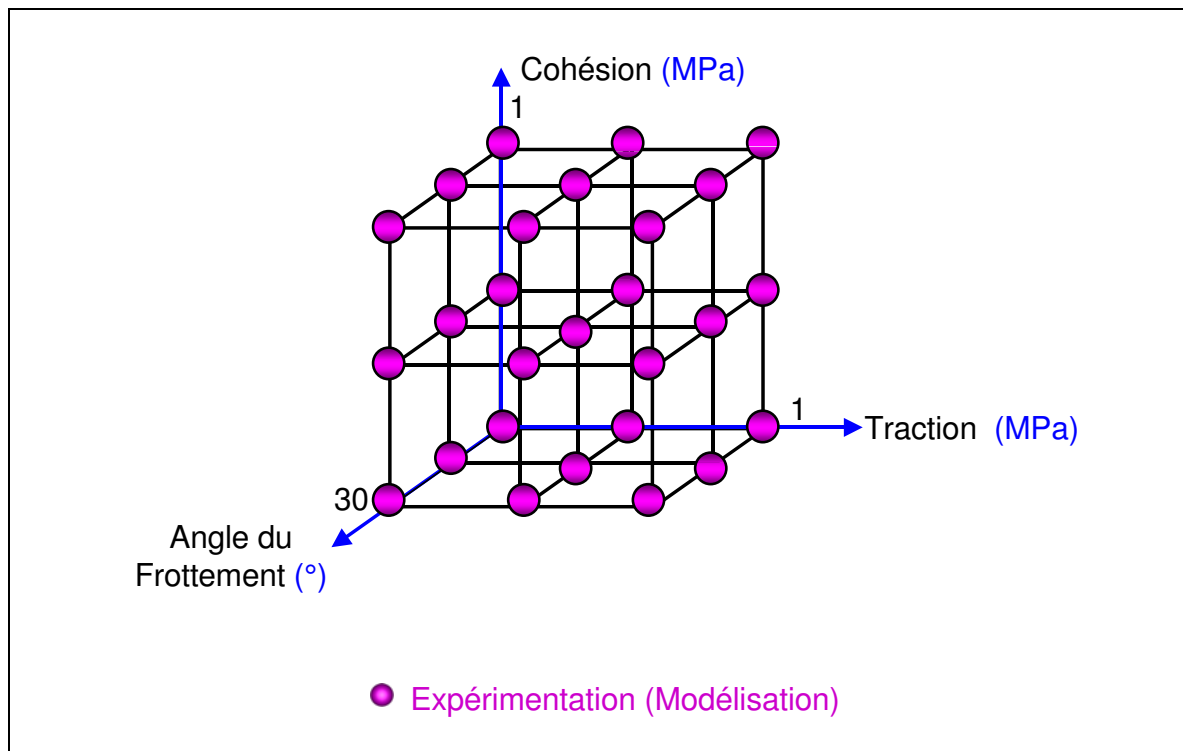 Cohésion (MPa)
1
1
Traction (MPa)
30
Angle du
Frottement (°)
Expérimentation (Modélisation)